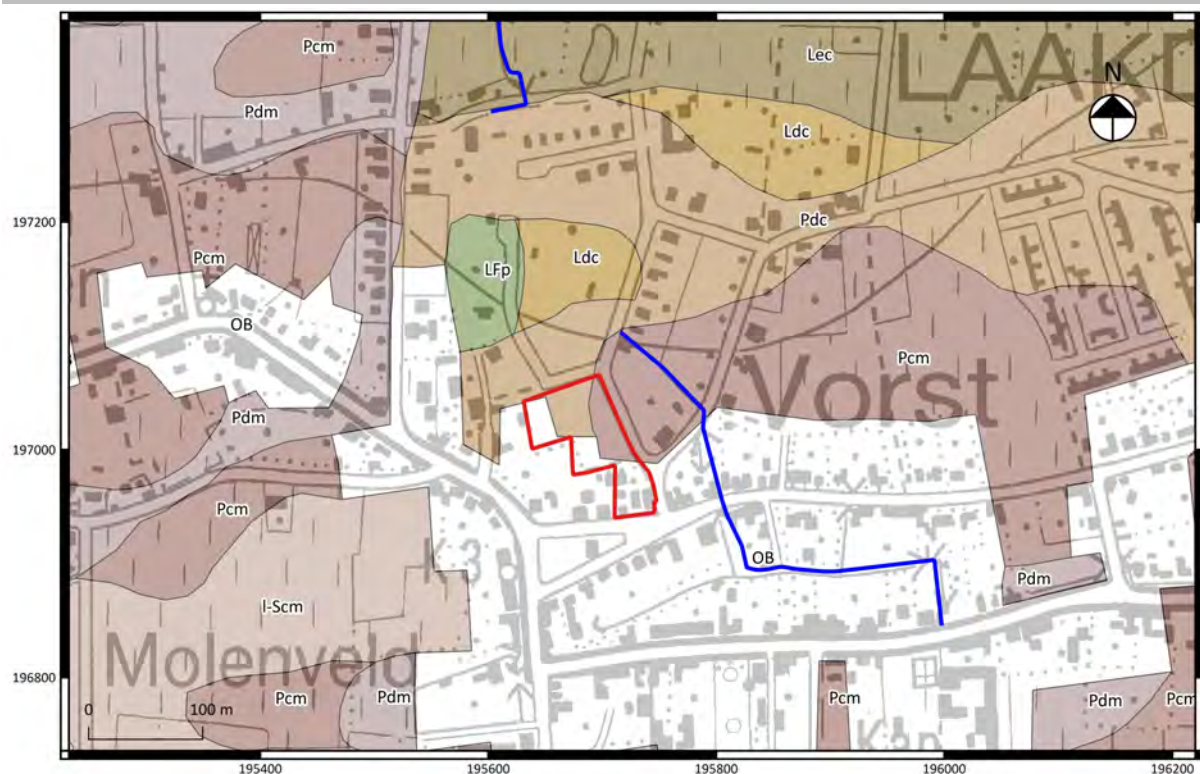 Pcm
Lec
LAAKD
N
Pdm
Ldc
L
197200
Pdc
Pcm
LFp
Ldc
OB
Pcm
Vorst
Pdm
197000
Pcm
OB
Pdm
I-Scm
Molenveld
196800
Pcm
Pdm
Pcm
Pdm
Pcm
0
100 m
195400
195600
195800
196000
196200